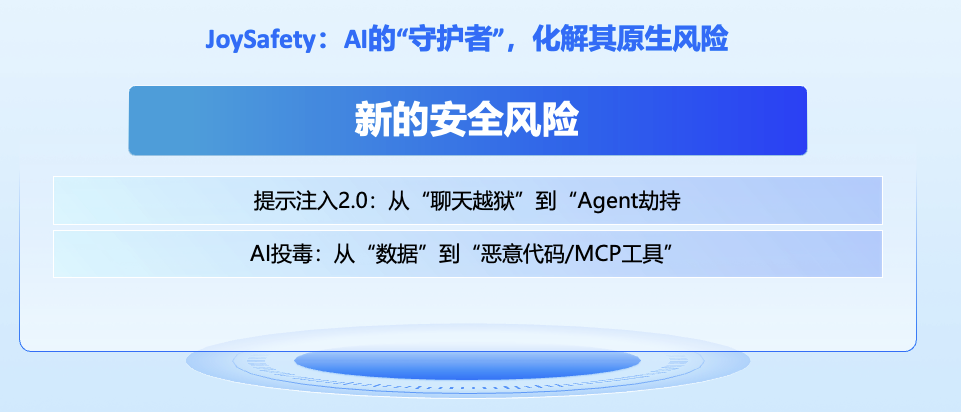 JoySafety：AI的“守护者”，化解其原生风险
新的安全风险
提示注入2.0：从“聊天越狱”到“Agent劫持
AI投毒：从“数据”到“恶意代码/MCP工具”